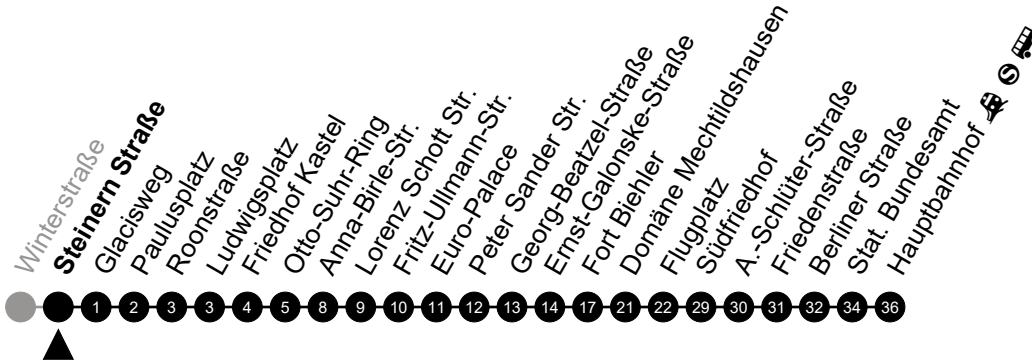 Winterstraße
Steinern Straße
Glacisweg
Paulusplatz
Roonstraße
Ludwigsplatz
Friedhof Kastel
Otto-Suhr-Ring
Anna-Birle-Str.
Lorenz Schott Str.
Fritz-Ullmann-Str.
Euro-Palace
Peter Sander Str.
Georg-Beatzel-Straße
Ernst-Galonske-Straße
Fort Biehler
Domäne Mechtildshausen
Flugplatz
Südfriedhof
A.-Schlüter-Straße
Friedenstraße
Berliner Straße
Stat. Bundesamt
Hauptbahnhof S
1 2 3 3 4 5 8 9 10 11 12 13 14 17 21 22 29 30 31 32 34 36